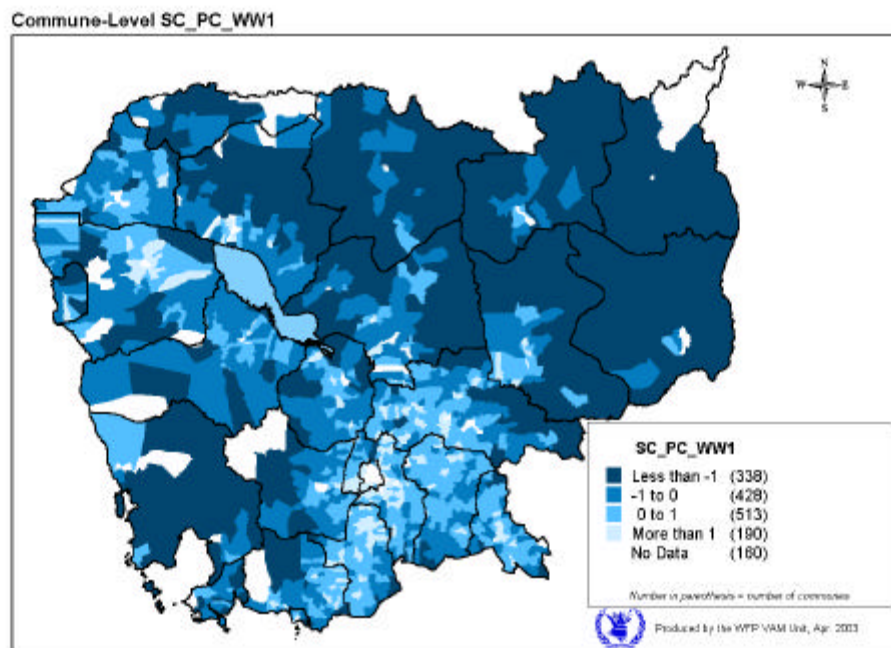 Commune-Level SC_PC_WW1
N
W E
S
SC_PC_WW1
Less than -1 (338)
-1 to 0 (428)
0 to 1 (513)
More than 1 (190)
No Data (160)
Number in parenthesis = number of communes
Produced by the WFP VAM Unit, Apr. 2003